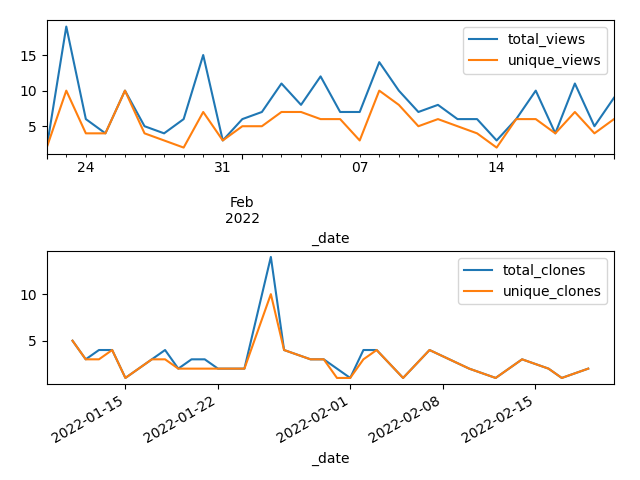 total_views
unique_views
15
10
5
24
31
07
14
Feb
2022
_date
total_clones
unique_clones
10
5
2022-01-15
2022-01-22
2022-02-01
2022-02-08
2022-02-15
_date